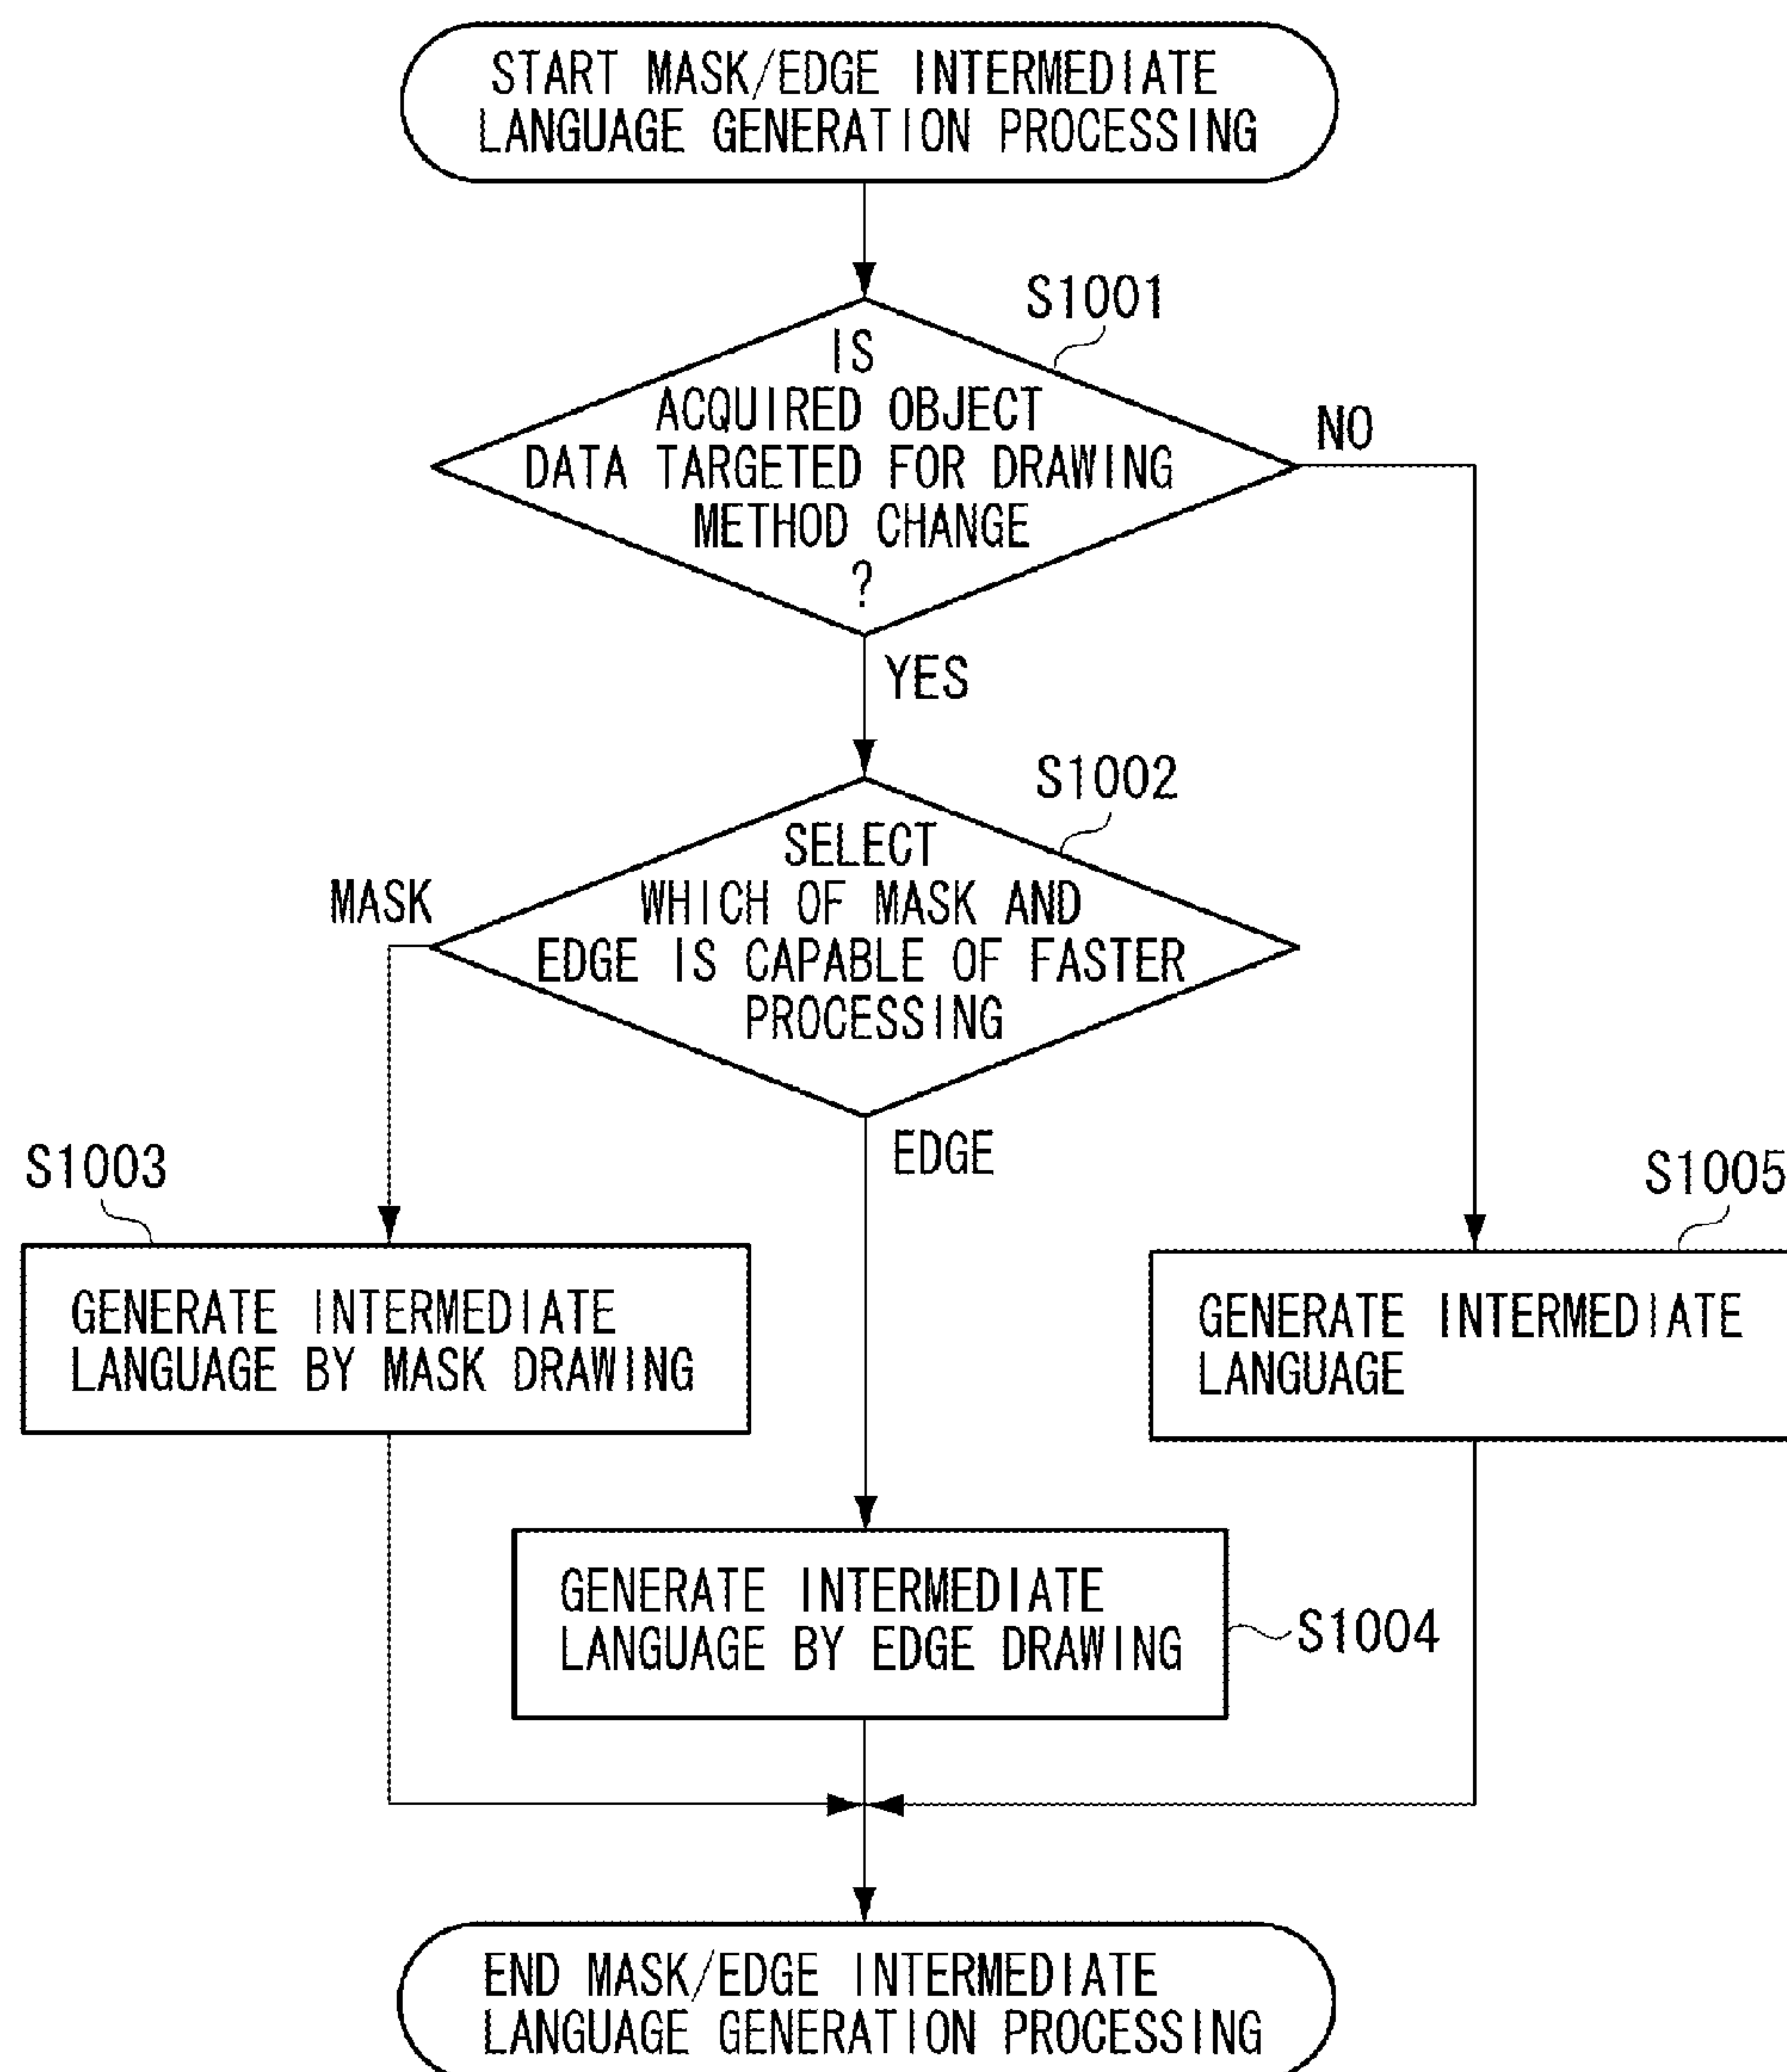 START MASK/EDGE INTERMEDIATE
LANGUAGE GENERATION PROCESSING
S1001
IS
ACQUIRED OBJECT
DATA TARGETED FOR DRAWING
METHOD CHANGE
?
NO
YES
S1002
SELECT
WHICH OF MASK AND
EDGE IS CAPABLE OF FASTER
PROCESSING
MASK
EDGE
S1003
GENERATE INTERMEDIATE
LANGUAGE BY MASK DRAWING
S1005
GENERATE INTERMEDIATE
LANGUAGE
GENERATE INTERMEDIATE
LANGUAGE BY EDGE DRAWING
S1004
END MASK/EDGE INTERMEDIATE
LANGUAGE GENERATION PROCESSING